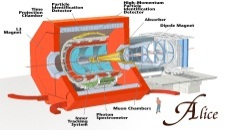 Time
Projection
Chamber
Particle
Identification
Detector
High-Momentum
Particle
Identification
Detector
L3
Magnet
Absorber
Dipole Magnet
Muon Chambers
Photon
Spectrometer
Inner
Tracking
System
Alice